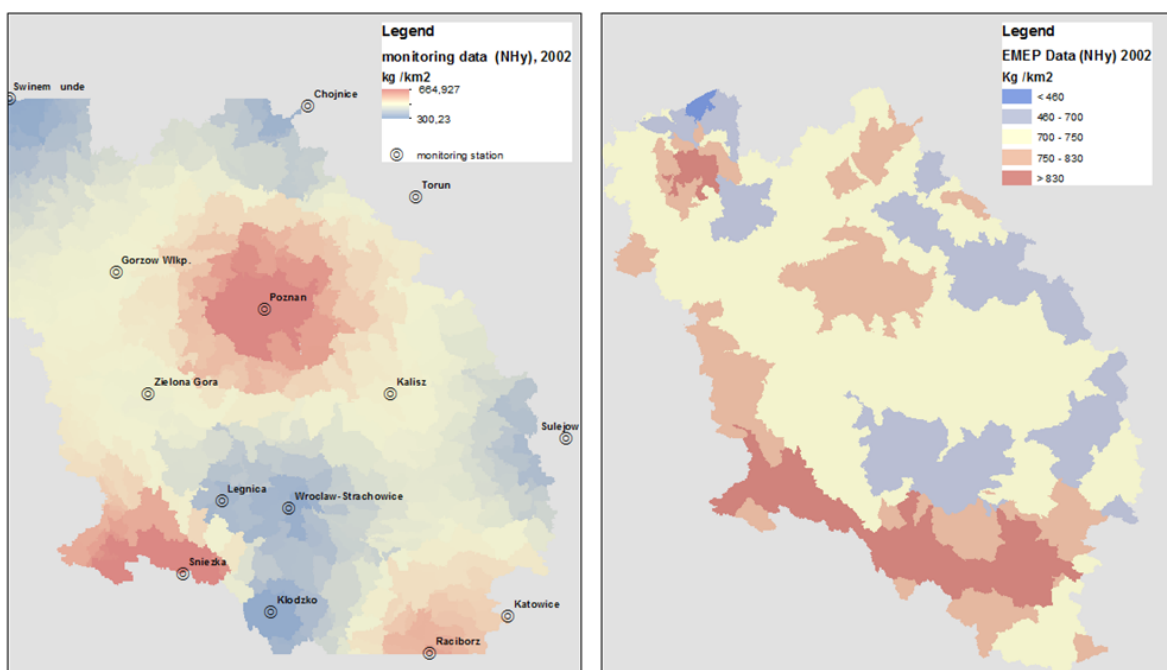 Legend
monitoring data (NHy), 2002
kg /km2
664,927
300,23
monitoring station
Swinem unde
Chojnice
Torun
Gorzow Wlkp.
Poznan
Zielona Gora
Kalisz
Sulejow
Legnica
Wroclaw-Strachowice
Sniezka
Klodzko
Katowice
Raciborz
Legend
EMEP Data (NHy) 2002
Kg /km2
< 460
460 - 700
700 - 750
750 - 830
> 830